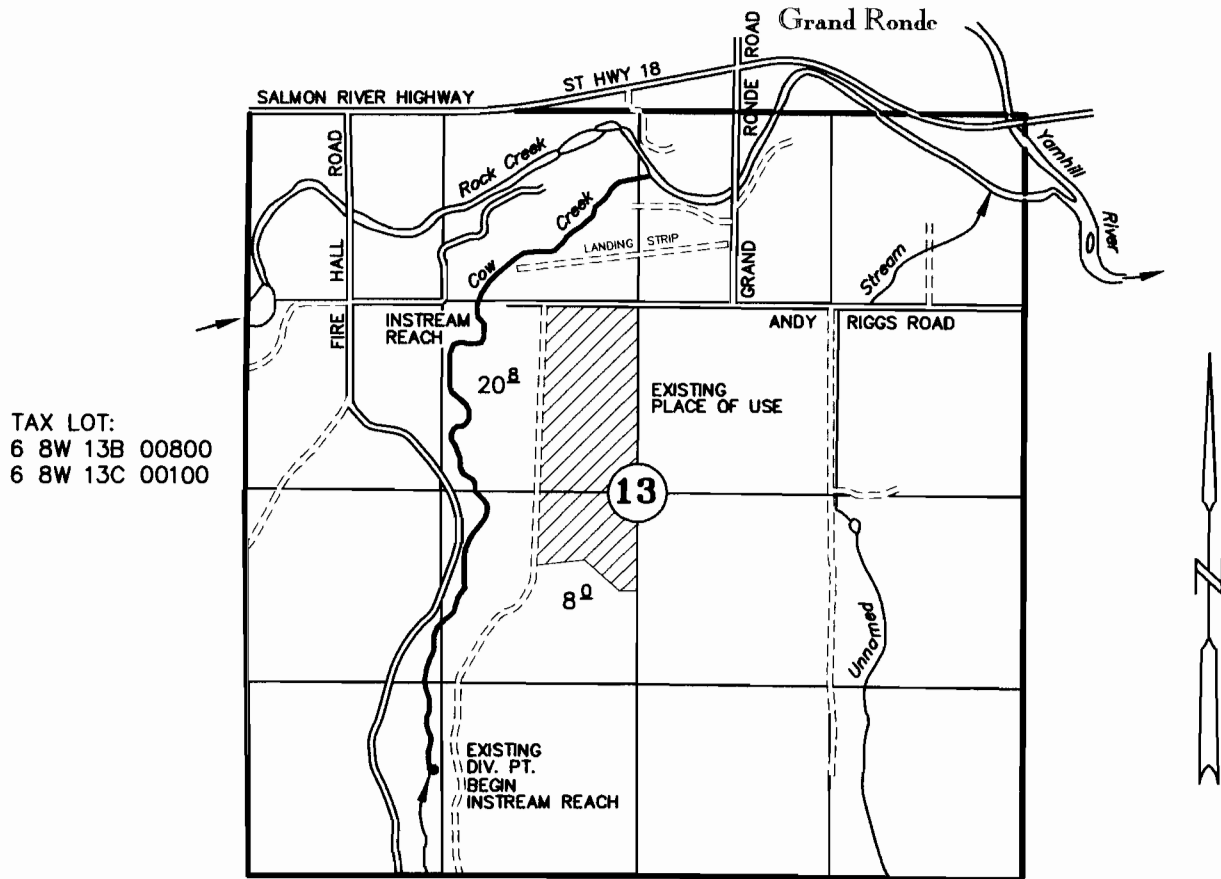 Grand Ronde
ST HWY 18
SALMON RIVER HIGHWAY
RONDE ROAD
GRAND
Yamhill
River
FIRE HALL ROAD
Rock Creek
Cow Creek
LANDING STRIP
Stream
INSTREAM
REACH
ANDY RIGGS ROAD
20 8
EXISTING
PLACE OF USE
TAX LOT:
6 8W 13B 00800
6 8W 13C 00100
13
8 0
Unnamed
N
EXISTING
DIV. PT.
BEGIN
INSTREAM REACH